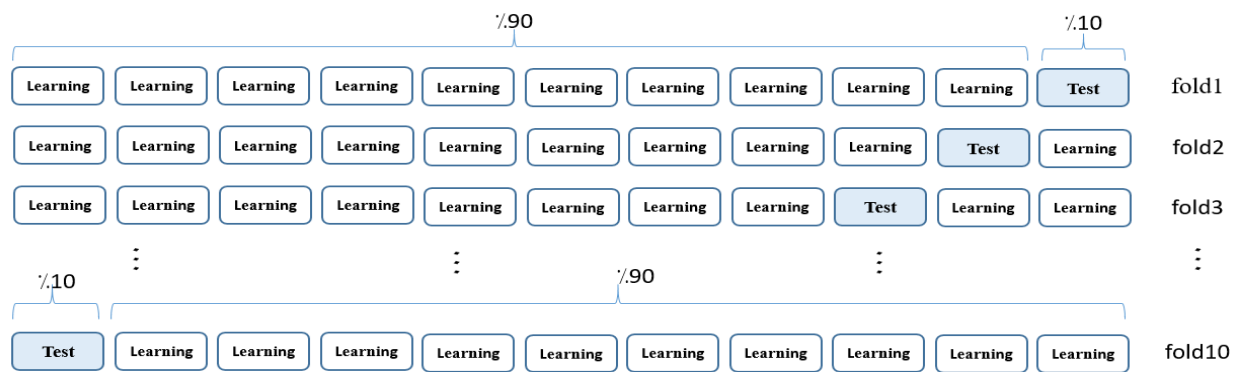 ٪90 ٪10
Learning Learning Learning Learning Learning Learning Learning Learning Learning Learning Test fold1
Learning Learning Learning Learning Learning Learning Learning Learning Learning Test Learning fold2
Learning Learning Learning Learning Learning Learning Learning Learning Test Learning Learning fold3
⋮ ⋮ ⋮ ⋮
٪10 ٪90
Test Learning Learning Learning Learning Learning Learning Learning Learning Learning Learning fold10